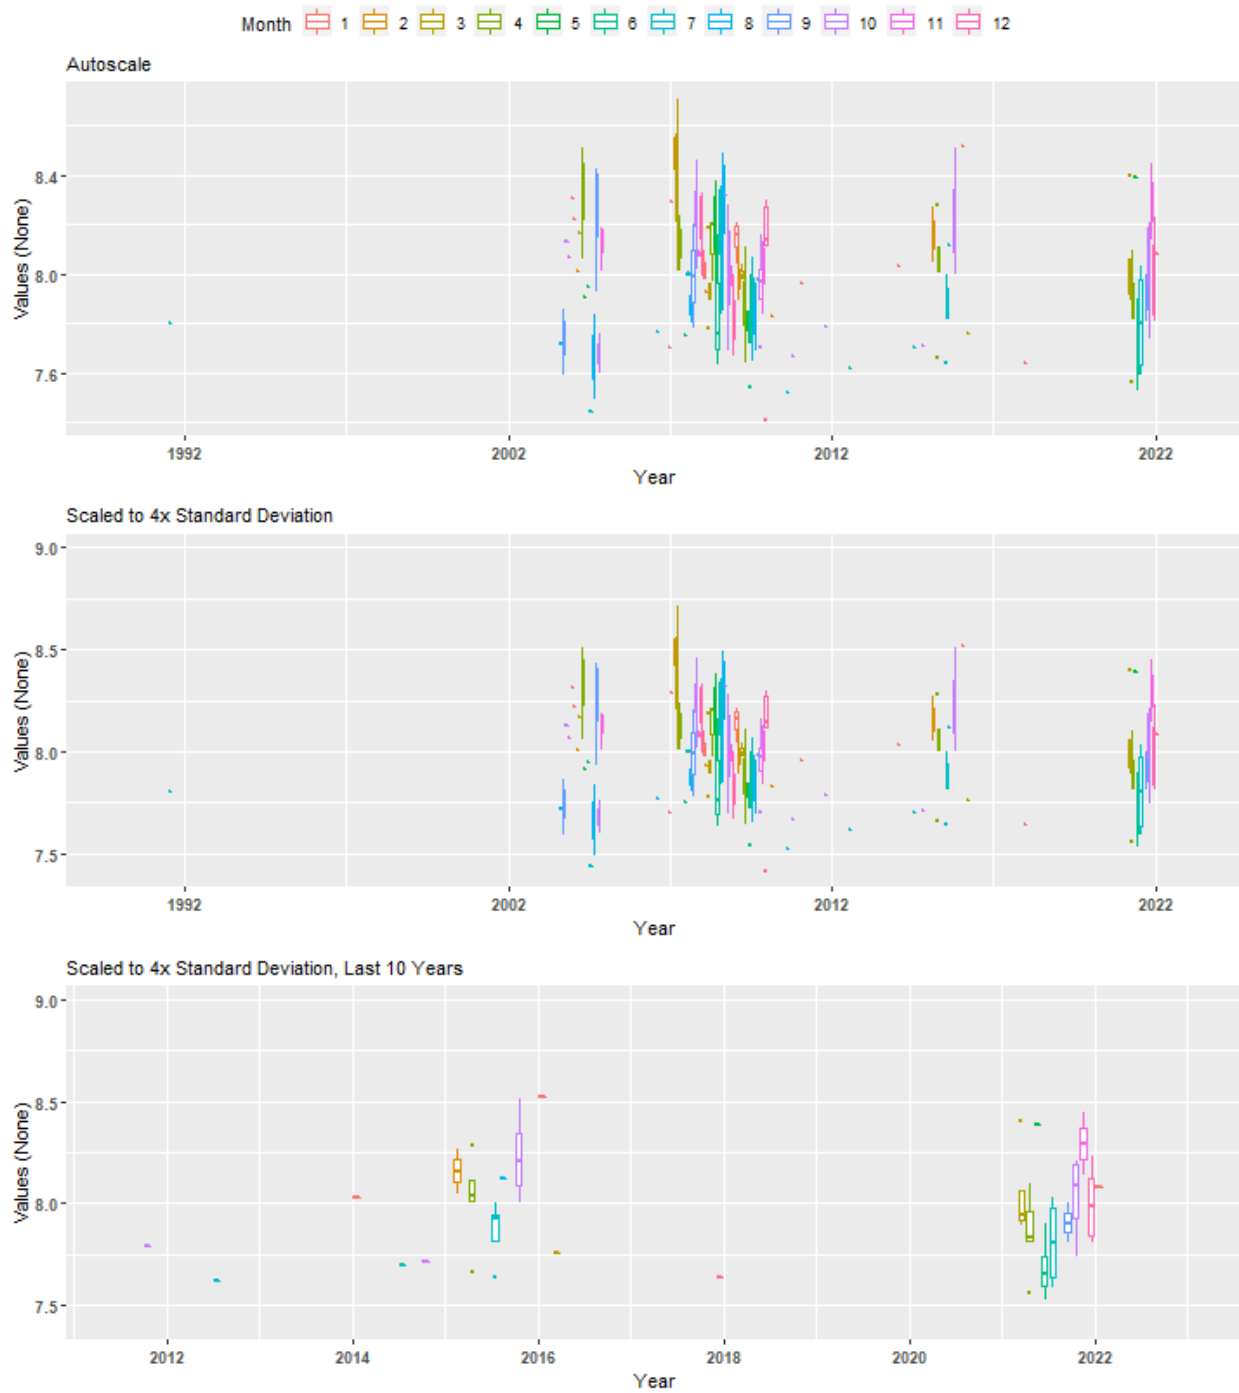 Month 1 2 3 4 5 6 7 8 9 10 11 12
Autoscale
Values (None)
8.4
8.0
7.6
1992 2002 2012 2022
Year
Scaled to 4x Standard Deviation
Values (None)
9.0
8.5
8.0
7.5
1992 2002 2012 2022
Year
Scaled to 4x Standard Deviation, Last 10 Years
Values (None)
9.0
8.5
8.0
7.5
2012 2014 2016 2018 2020 2022
Year